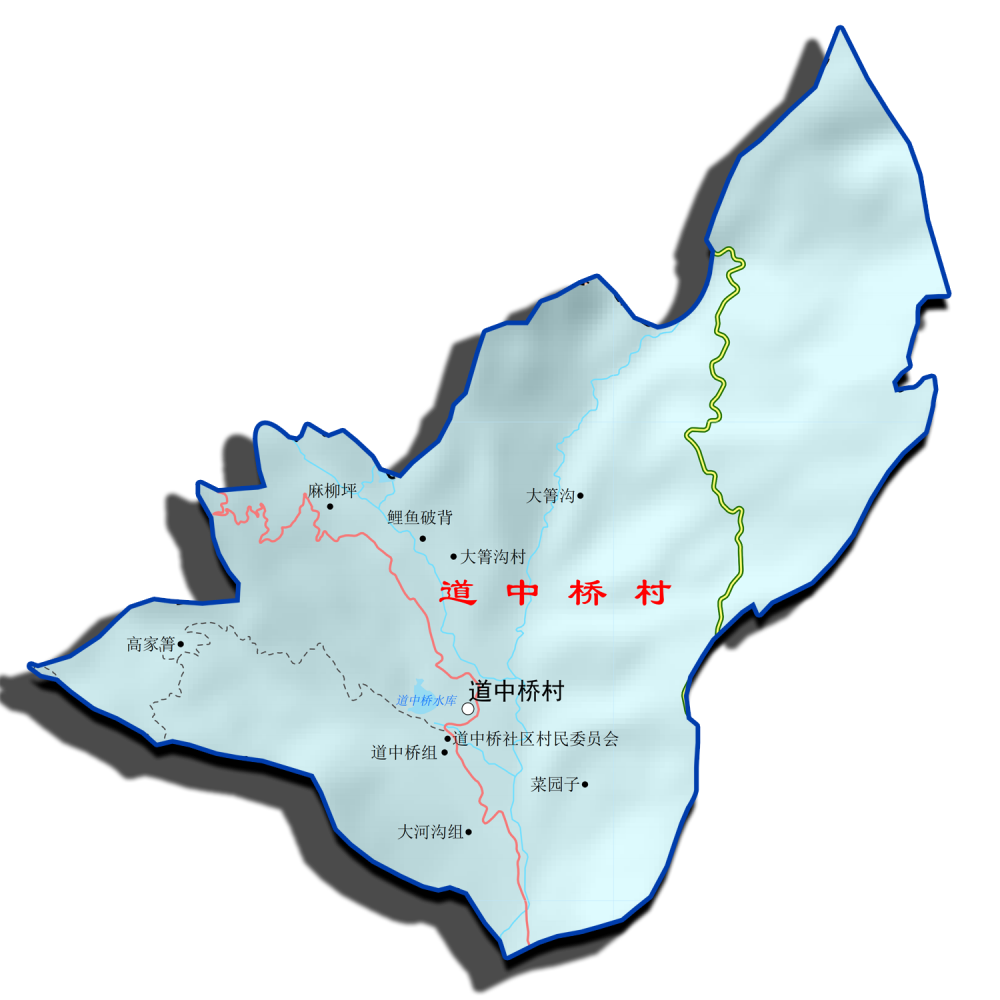 麻柳坪
大箐沟
鲤鱼破背
大箐沟村
道中桥村
高家箐
道中桥村
道中桥水库
道中桥社区村民委员会
道中桥组
菜园子
大河沟组